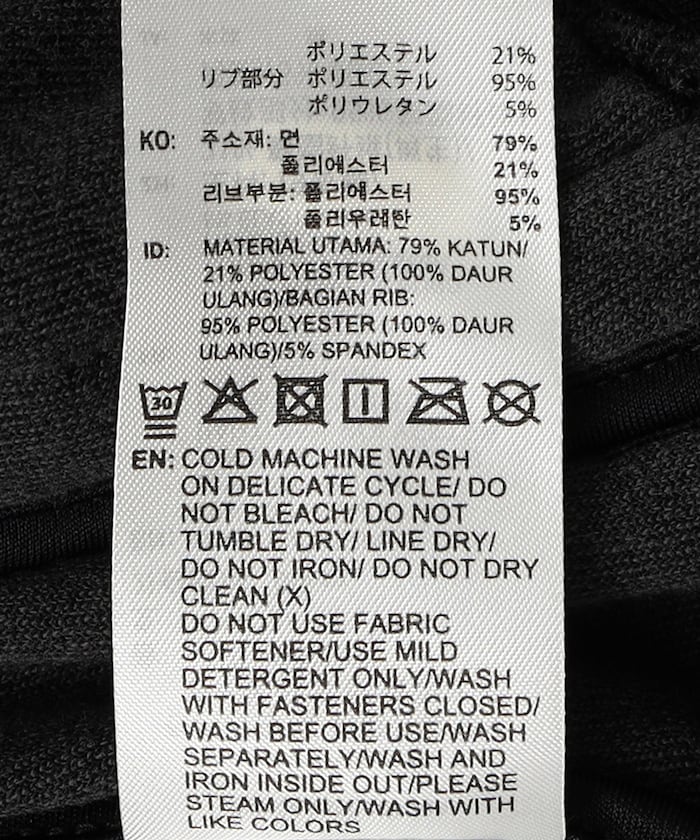 ポリエステル 21%
リブ部分 ポリエステル 95%
ポリウレタン 5%
KO: 주소재: 면 79%
폴리에스터 21%
리브부분: 폴리에스터 95%
폴리우레탄 5%
ID: MATERIAL UTAMA: 79% KATUN/
21% POLYESTER (100% DAUR
ULANG)/BAGIAN RIB:
95% POLYESTER (100% DAUR
ULANG)/5% SPANDEX
30
EN: COLD MACHINE WASH
ON DELICATE CYCLE/ DO
NOT BLEACH/ DO NOT
TUMBLE DRY/ LINE DRY/
DO NOT IRON/ DO NOT DRY
CLEAN (X)
DO NOT USE FABRIC
SOFTENER/USE MILD
DETERGENT ONLY/WASH
WITH FASTENERS CLOSED/
WASH BEFORE USE/WASH
SEPARATELY/WASH AND
IRON INSIDE OUT/PLEASE
STEAM ONLY/WASH WITH
LIKE COLORS